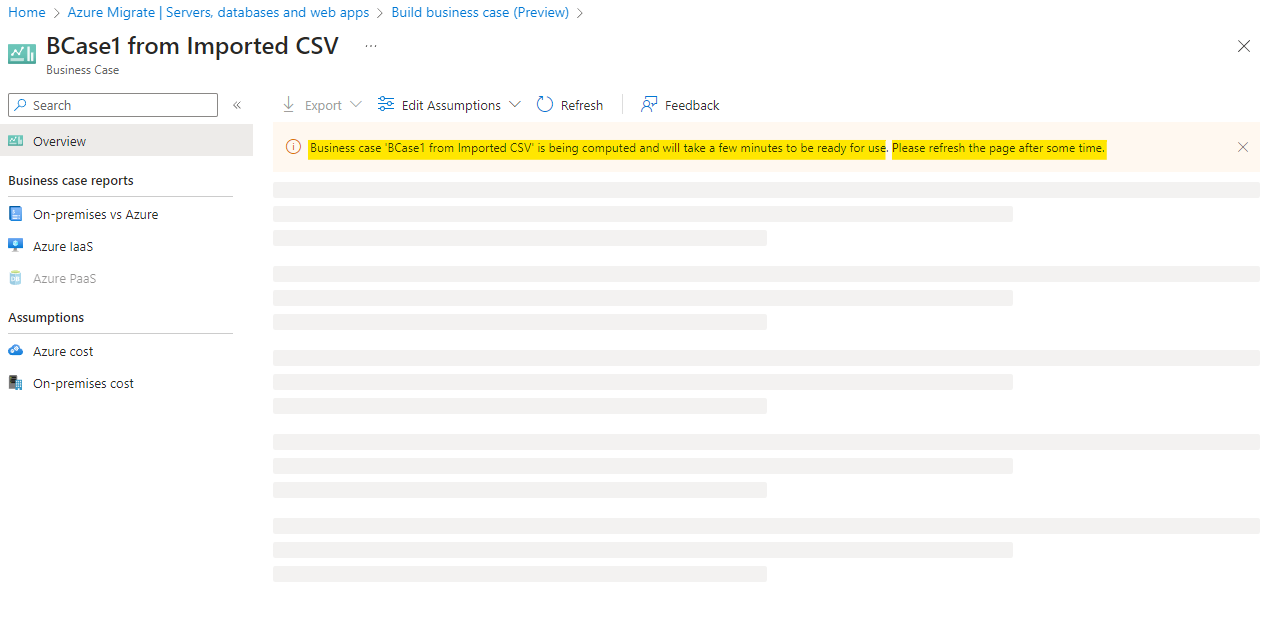 Home > Azure Migrate | Servers, databases and web apps > Build business case (Preview) >
BCase1 from Imported CSV ...
Business Case
Search
«
Export
Edit Assumptions
Refresh
Feedback
Overview
Business case 'BCase1 from Imported CSV' is being computed and will take a few minutes to be ready for use. Please refresh the page after some time.
Business case reports
On-premises vs Azure
Azure IaaS
Azure PaaS
Assumptions
Azure cost
On-premises cost